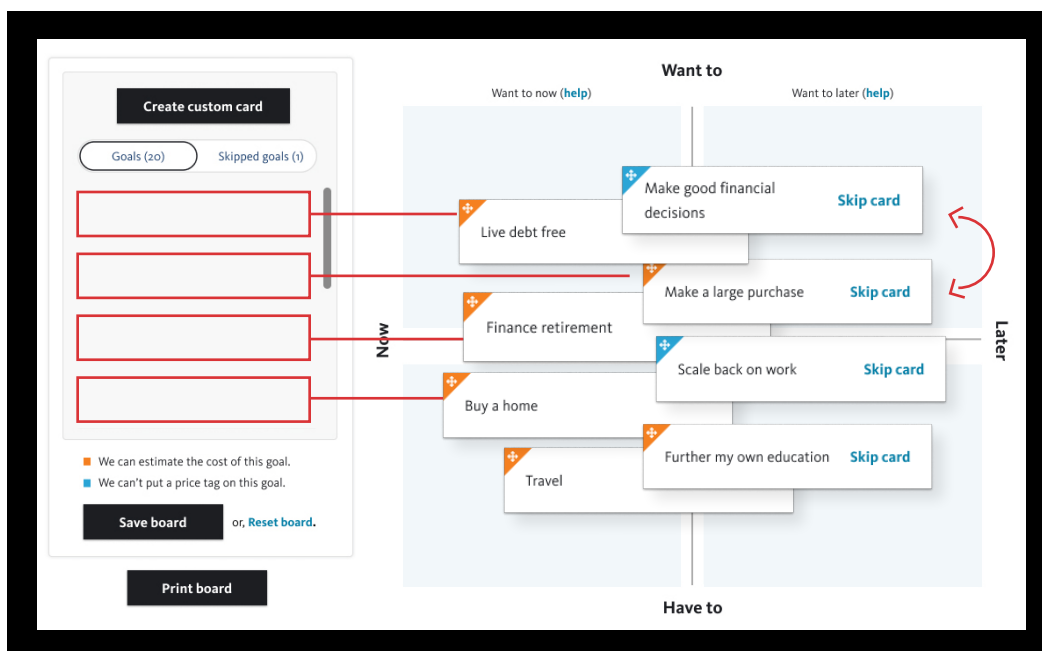 Create custom card
Goals (20)
Skipped goals (1)
We can estimate the cost of this goal.
We can't put a price tag on this goal.
Save board
or, Reset board.
Print board
Want to
Want to now (help)
Want to later (help)
Make good financial
decisions
Skip card
Live debt free
Make a large purchase
Skip card
Finance retirement
Now
Later
Scale back on work
Skip card
Buy a home
Further my own education
Skip card
Travel
Have to